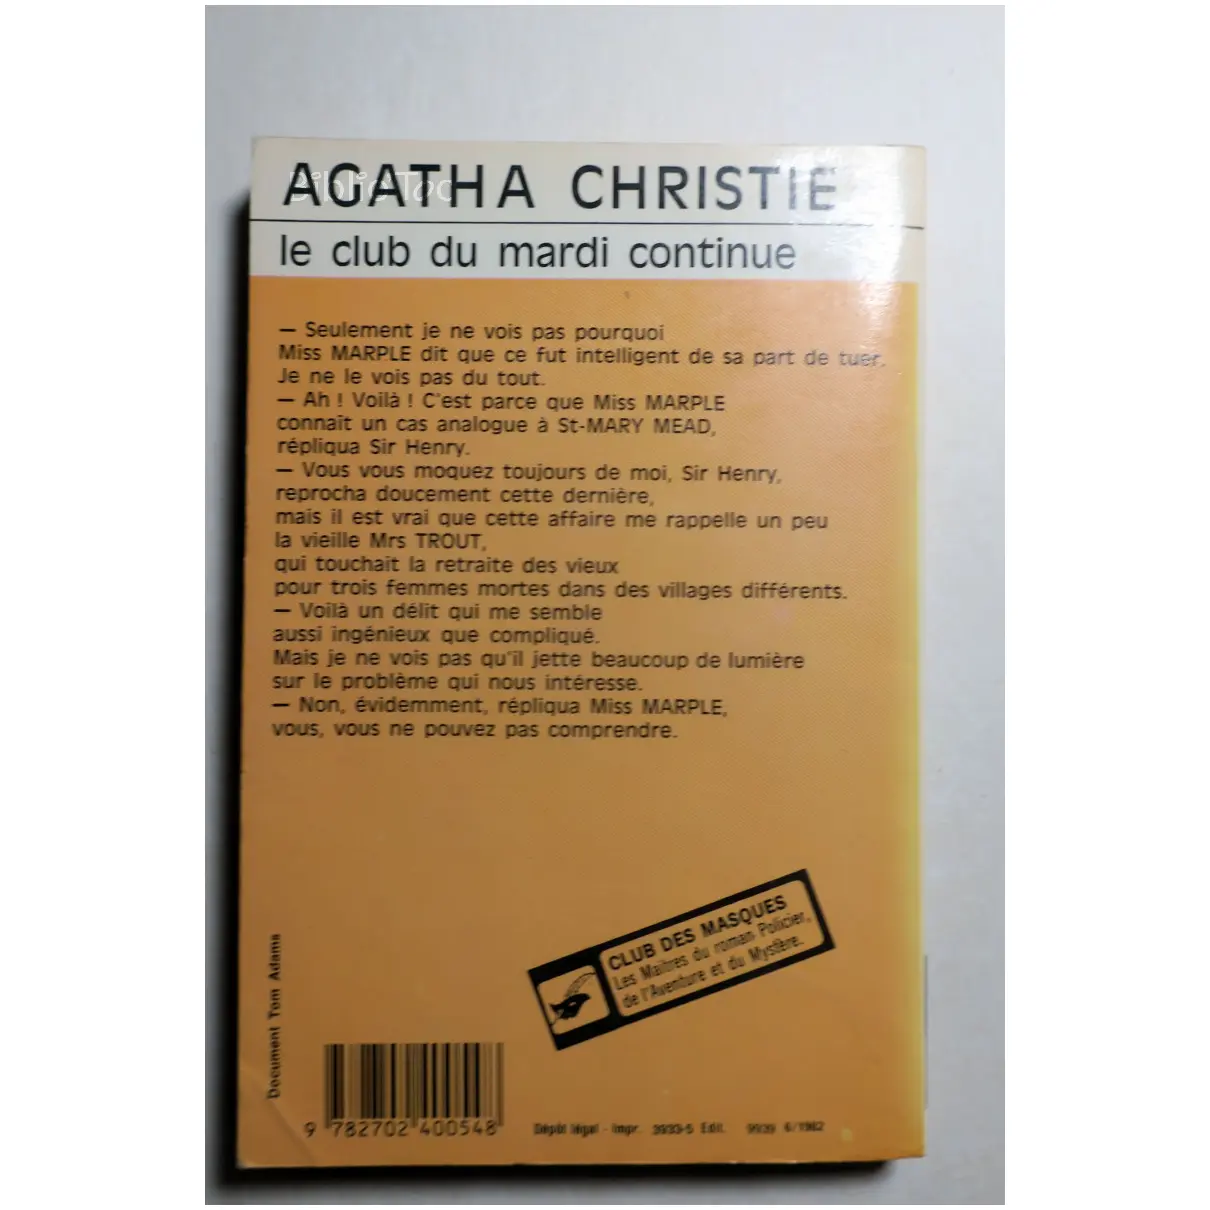 AGATHA CHRISTIE
BiblioToc
le club du mardi continue
— Seulement je ne vois pas pourquoi
Miss MARPLE dit que ce fut intelligent de sa part de tuer.
Je ne le vois pas du tout.
— Ah ! Voilà ! C'est parce que Miss MARPLE
connaît un cas analogue à St-MARY MEAD,
répliqua Sir Henry.
— Vous vous moquez toujours de moi, Sir Henry,
reprocha doucement cette dernière,
mais il est vrai que cette affaire me rappelle un peu
la vieille Mrs TROUT,
qui touchait la retraite des vieux
pour trois femmes mortes dans des villages différents.
— Voilà un délit qui me semble
aussi ingénieux que compliqué.
Mais je ne vois pas qu'il jette beaucoup de lumière
sur le problème qui nous intéresse.
— Non, évidemment, répliqua Miss MARPLE,
vous, vous ne pouvez pas comprendre.
CLUB DES MASQUES
Les Maîtres du roman Policier,
de l'Aventure et du Mystère.
Document Tom Adams
9 782702 400548
Dépôt légal - Impr. 3933-5 Edit. 9939 6/1982